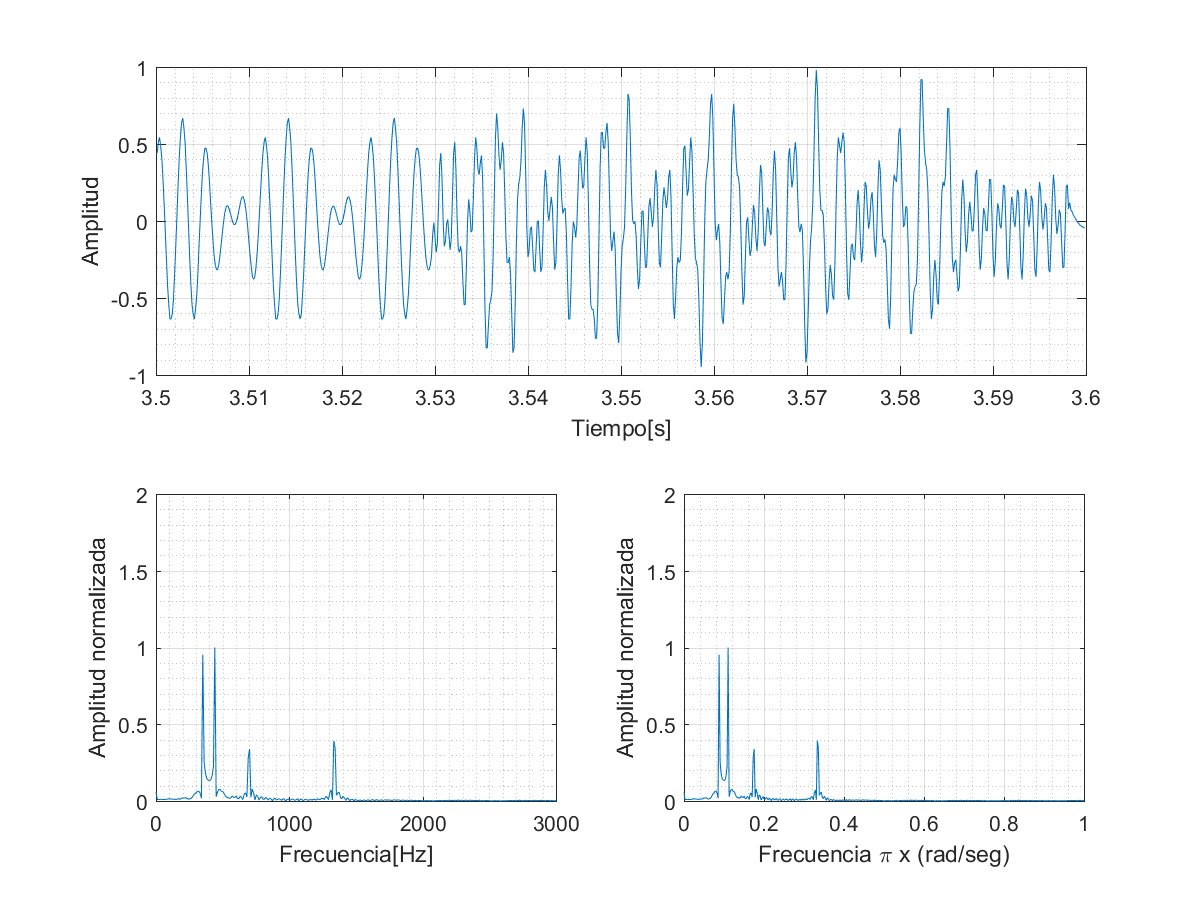 Amplitud
1
0.5
0
-0.5
-1
3.5 3.51 3.52 3.53 3.54 3.55 3.56 3.57 3.58 3.59 3.6
Tiempo[s]
Amplitud normalizada
2
1.5
1
0.5
0
0 1000 2000 3000
Frecuencia[Hz]
Amplitud normalizada
2
1.5
1
0.5
0
0 0.2 0.4 0.6 0.8 1
Frecuencia π x (rad/seg)